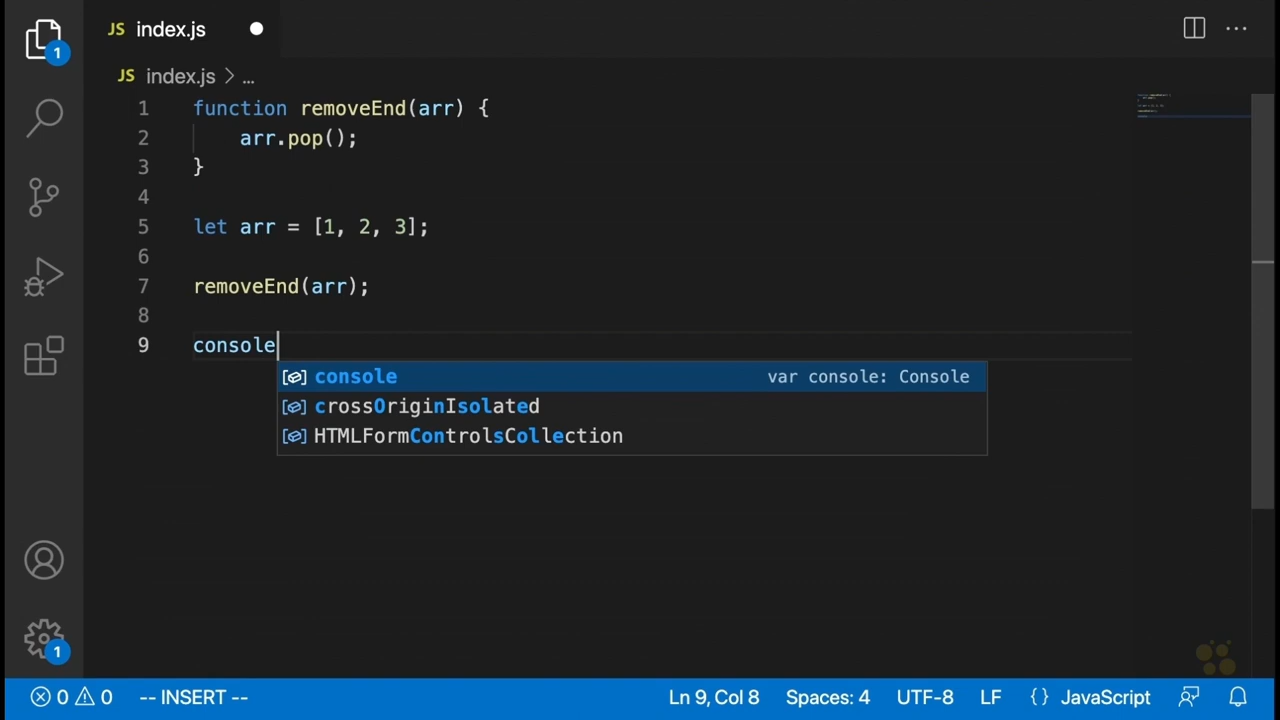 JS index.js
JS index.js > ...
1 function removeEnd(arr) {
2 arr.pop();
3 }
4
5 let arr = [1, 2, 3];
6
7 removeEnd(arr);
8
9 console
console var console: Console
crossOriginIsolated
HTMLFormControlsCollection
1
1
0 0 -- INSERT -- Ln 9, Col 8 Spaces: 4 UTF-8 LF {} JavaScript